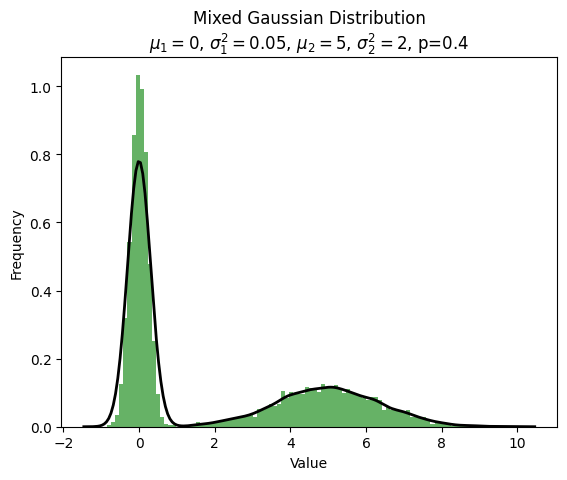 Mixed Gaussian Distribution
μ₁ = 0, σ₁² = 0.05, μ₂ = 5, σ₂² = 2, p=0.4
1.0
0.8
0.6
0.4
0.2
0.0
Frequency
−2 0 2 4 6 8 10
Value